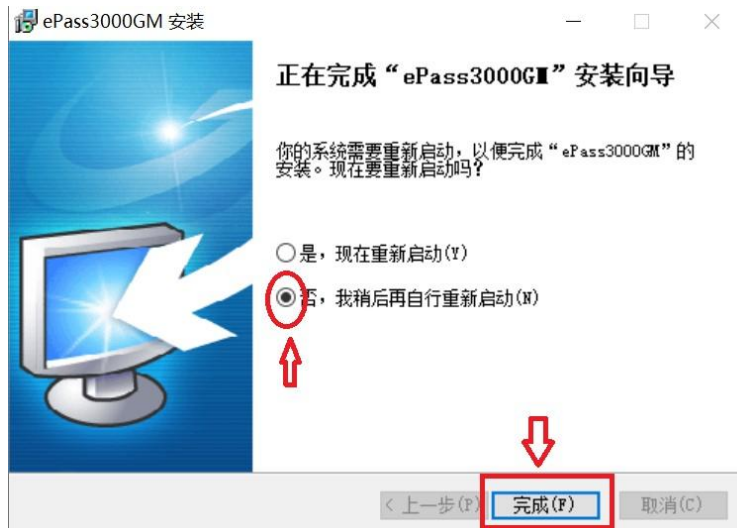 ePass3000GM 安装
正在完成“ePass3000GM”安装向导
你的系统需要重新启动，以便完成“ePass3000GM”的
安装。现在要重新启动吗?
是，现在重新启动(Y)
否，我稍后再自行重新启动(N)
< 上一步(P)
完成(F)
取消(C)